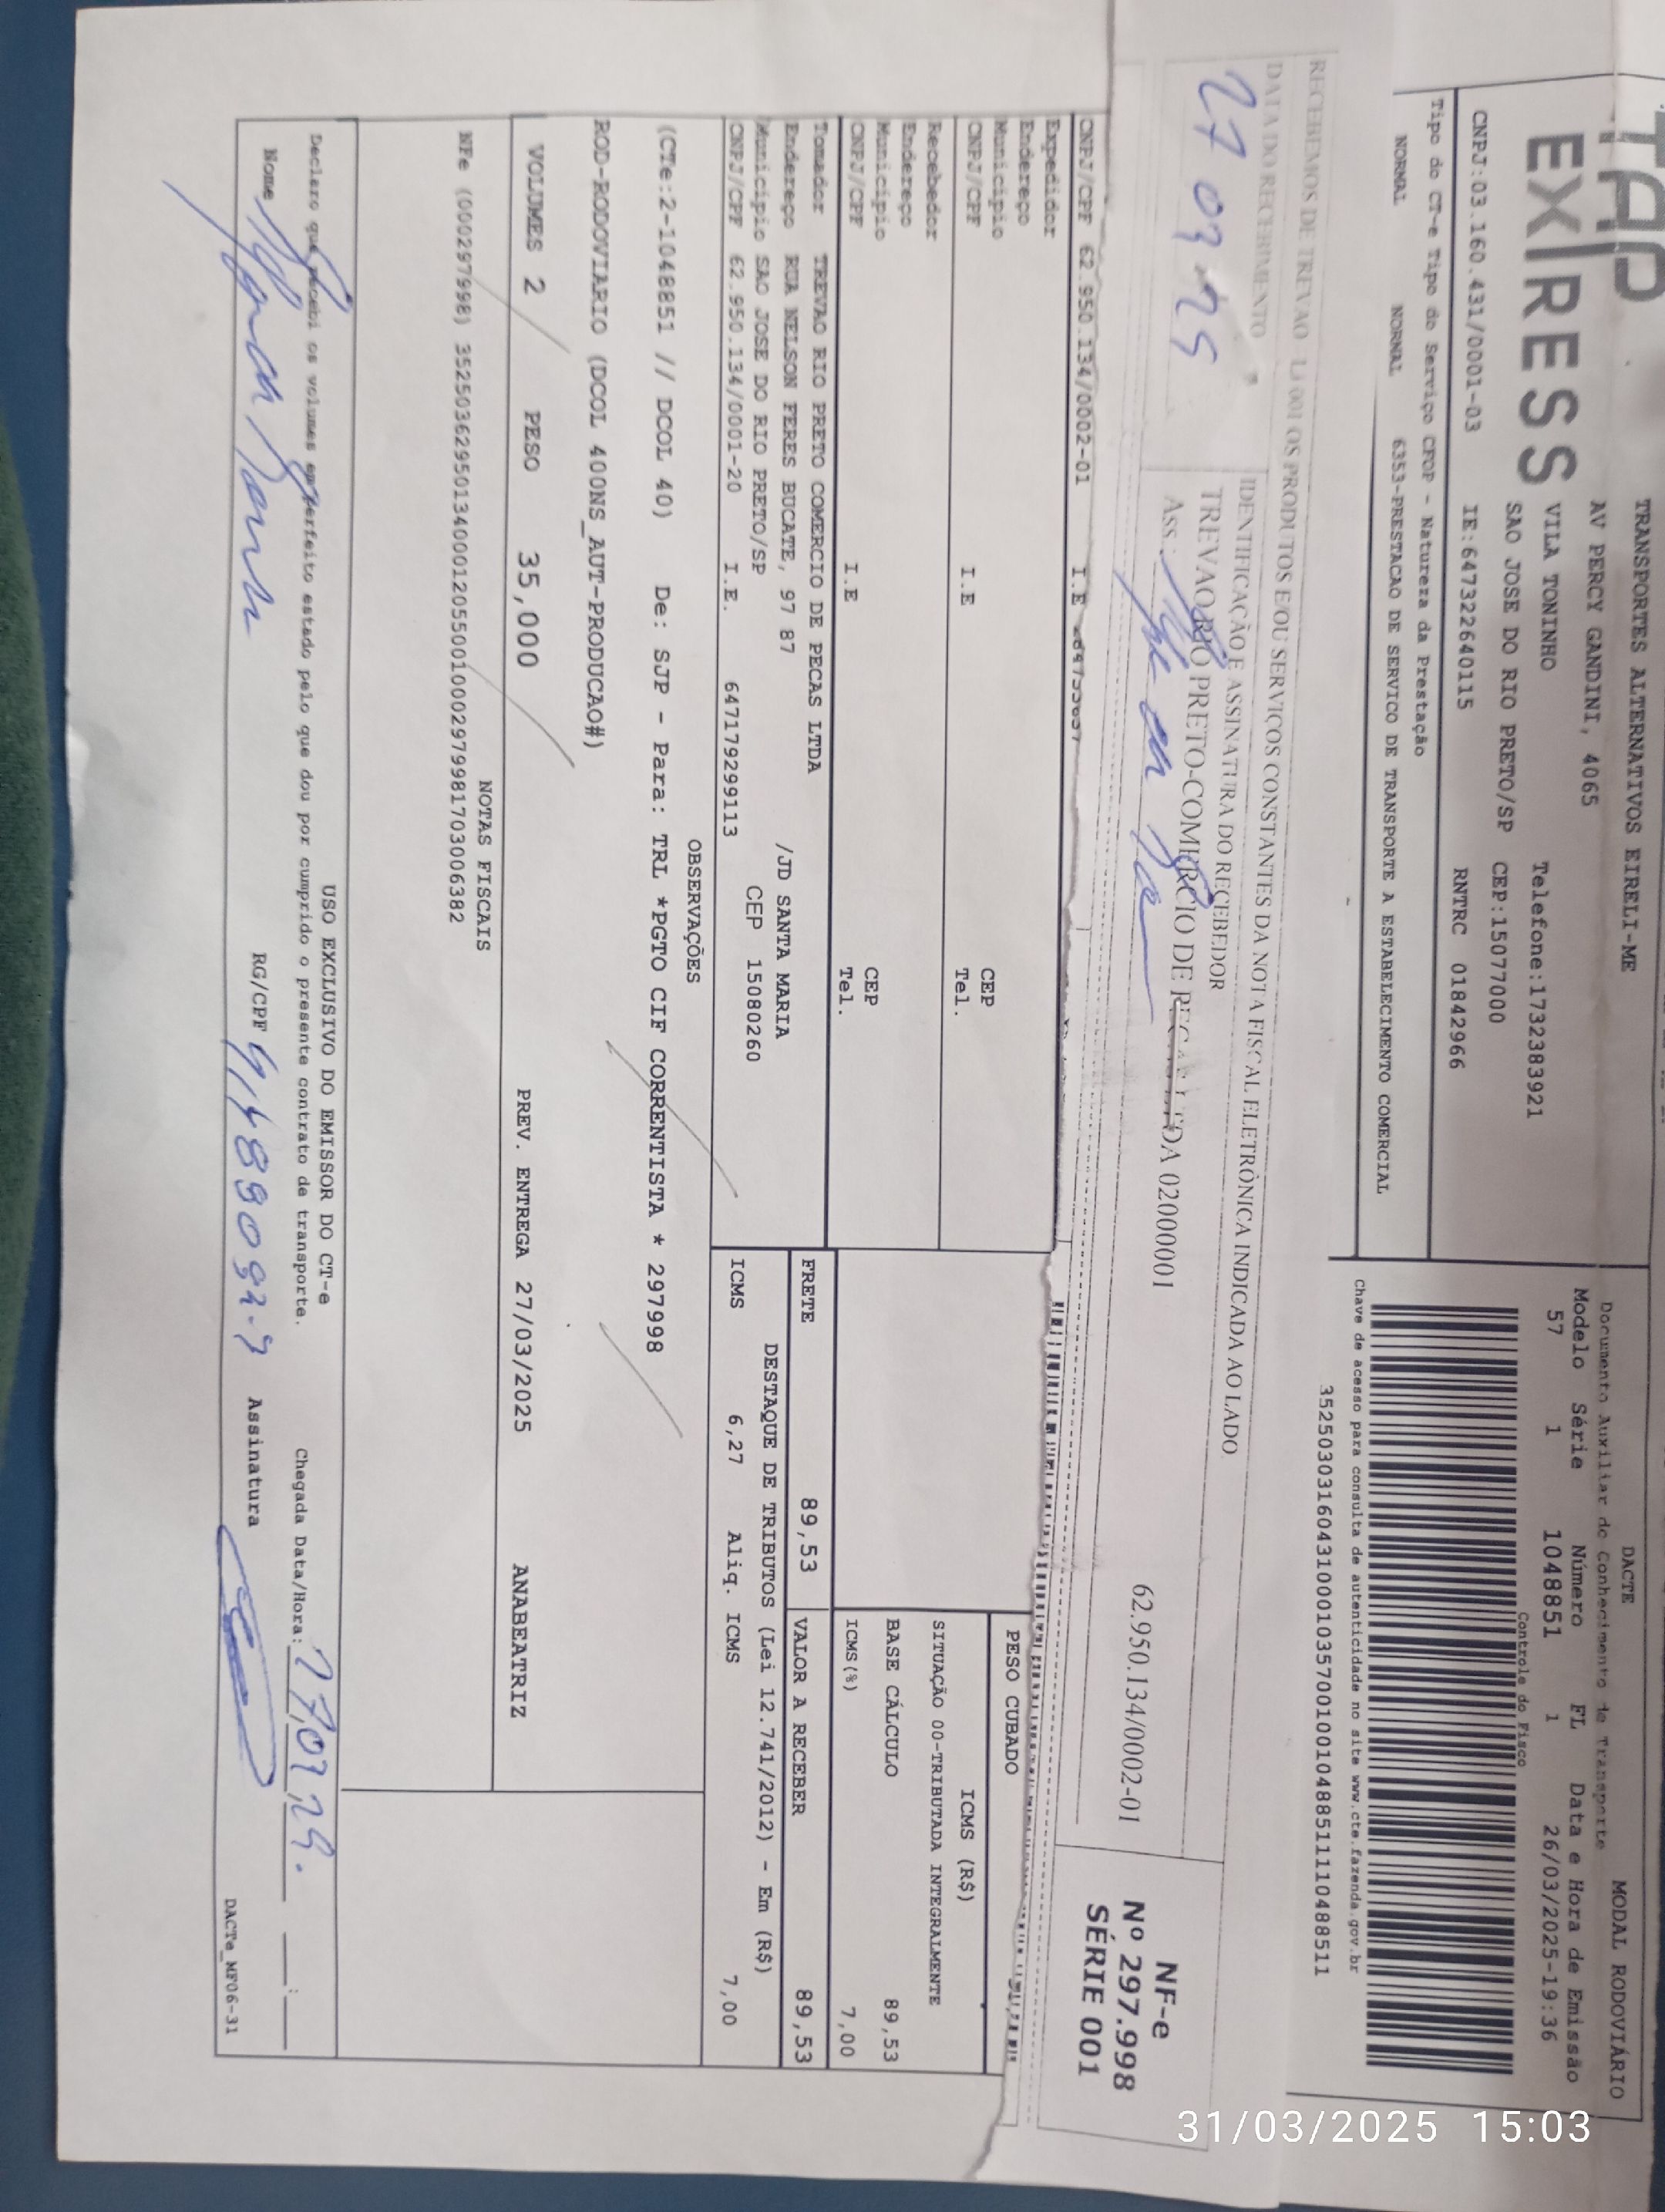 TAP
EXPRESS
TRANSPORTES ALTERNATIVOS EIRELI-ME
AV PERCY GANDINI, 4065
VILA TONINHO Telefone:1732383921
SAO JOSE DO RIO PRETO/SP CEP:15077000
CNPJ:03.160.431/0001-03 IE:647322640115 RNTRC 01842966
Tipo do CT-e Tipo do Serviço CFOP - Natureza da Prestação
NORMAL NORMAL 6353-PRESTACAO DE SERVICO DE TRANSPORTE A ESTABELECIMENTO COMERCIAL
DACTE MODAL RODOVIÁRIO
Documento Auxiliar do Conhecimento de Transporte
Modelo Série Número FL Data e Hora de Emissão
57 1 1048851 1 26/03/2025-19:36
Controle do Fisco
Chave de acesso para consulta de autenticidade no site www.cte.fazenda.gov.br
RECEBEMOS DE TREVAO LJ 001 OS PRODUTOS E/OU SERVIÇOS CONSTANTES DA NOTA FISCAL ELETRÔNICA INDICADA AO LADO
DATA DO RECEBIMENTO IDENTIFICAÇÃO E ASSINATURA DO RECEBEDOR
27 03 25
TREVAO RIO PRETO-COMERCIO DE PECAS LTDA 02000001 62.950.134/0002-01
Ass.:
NF-e
Nº 297.998
SÉRIE 001
CNPJ/CPF 62.950.134/0002-01 I.E
Expedidor
Endereço
Município CEP
CNPJ/CPF I.E Tel.
Recebedor
Endereço
Município CEP
CNPJ/CPF I.E Tel.
PESO CUBADO
ICMS (R$)
SITUAÇÃO 00-TRIBUTADA INTEGRALMENTE
BASE CÁLCULO 89,53
ICMS(%) 7,00
Tomador TREVAO RIO PRETO COMERCIO DE PECAS LTDA
Endereço RUA NELSON FERES BUCATE, 97 87 /JD SANTA MARIA
Município SAO JOSE DO RIO PRETO/SP CEP 15080260
CNPJ/CPF 62.950.134/0001-20 I.E. 647179299113
FRETE 89,53 VALOR A RECEBER 89,53
DESTAQUE DE TRIBUTOS (Lei 12.741/2012) - Em (R$)
ICMS 6,27 Aliq. ICMS 7,00
OBSERVAÇÕES
(CTe:2-1048851 // DCOL 40) De: SJP - Para: TRL *PGTO CIF CORRENTISTA * 297998
ROD-RODOVIARIO (DCOL 400NS_AUT-PRODUCAO#)
VOLUMES 2 PESO 35,000 PREV. ENTREGA 27/03/2025 ANABEATRIZ
NOTAS FISCAIS
NFe (000297998) 35250362950134000120550010002979981703006382
USO EXCLUSIVO DO EMISSOR DO CT-e
Declaro que recebi os volumes em perfeito estado pelo que dou por cumprido o presente contrato de transporte. Chegada Data/Hora:
Nome RG/CPF Assinatura
DACTe_MF06-31
31/03/2025 15:03